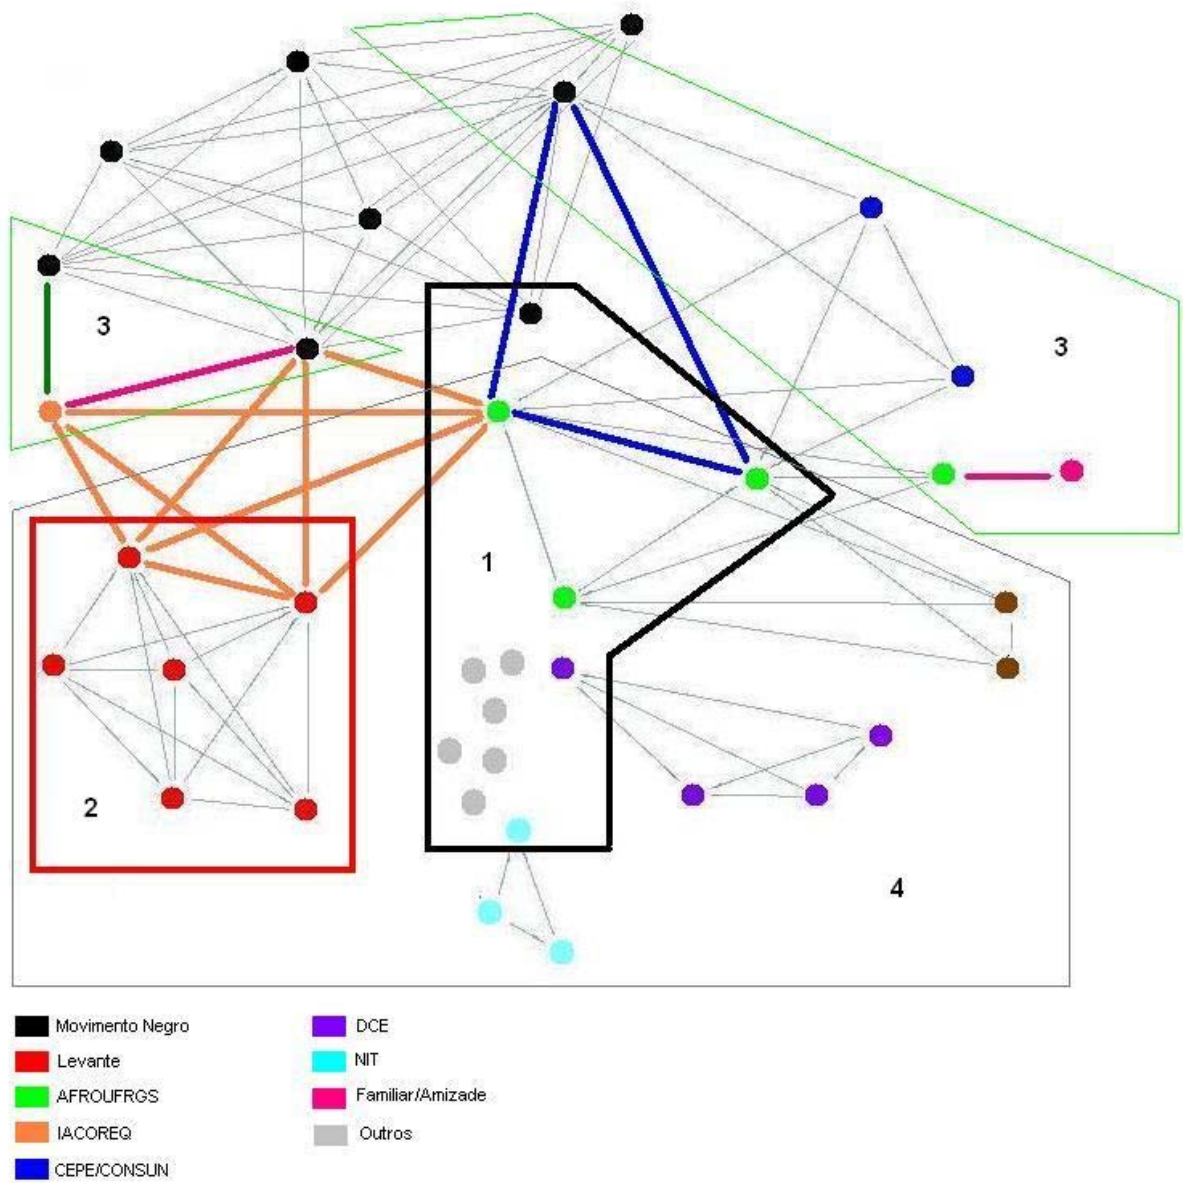 3
3
1
2
4
Movimento Negro
Levante
AFROUFRGS
IACOREQ
CEPE/CONSUN
DCE
NIT
Familiar/Amizade
Outros